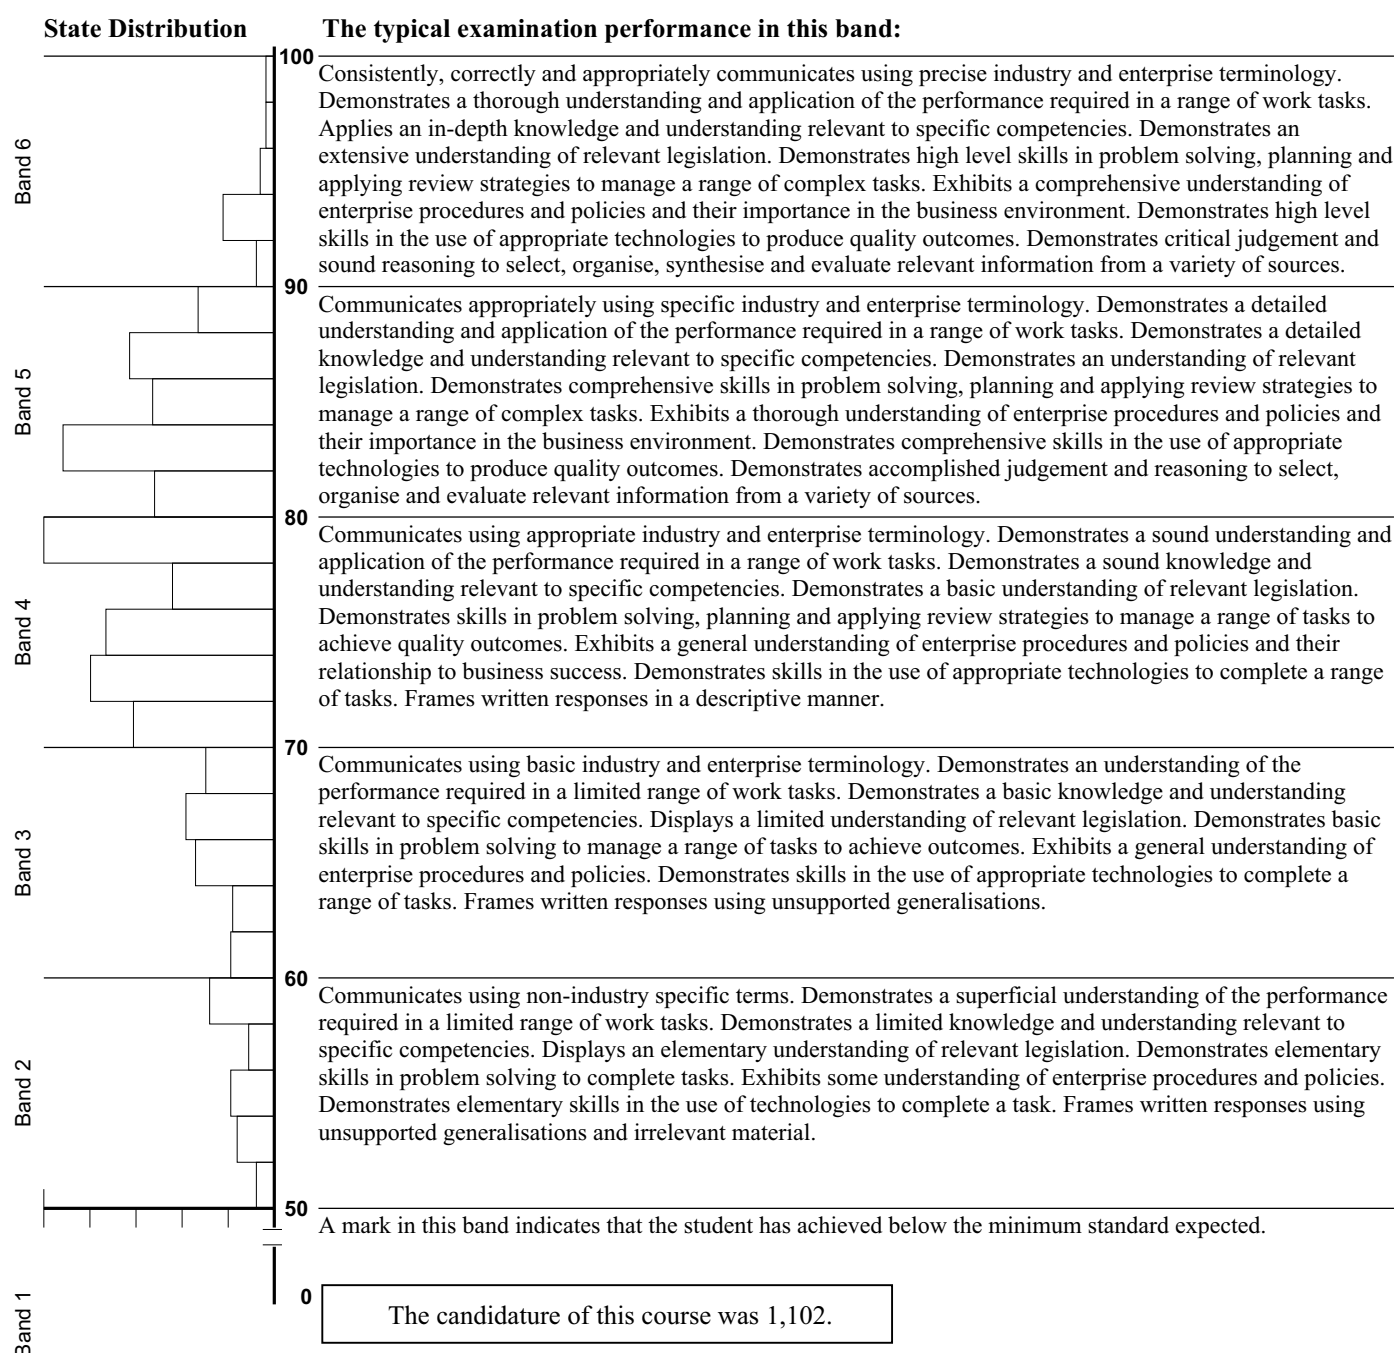 State Distribution
The typical examination performance in this band:
100
Band 6
Consistently, correctly and appropriately communicates using precise industry and enterprise terminology.
Demonstrates a thorough understanding and application of the performance required in a range of work tasks.
Applies an in-depth knowledge and understanding relevant to specific competencies. Demonstrates an
extensive understanding of relevant legislation. Demonstrates high level skills in problem solving, planning and
applying review strategies to manage a range of complex tasks. Exhibits a comprehensive understanding of
enterprise procedures and policies and their importance in the business environment. Demonstrates high level
skills in the use of appropriate technologies to produce quality outcomes. Demonstrates critical judgement and
sound reasoning to select, organise, synthesise and evaluate relevant information from a variety of sources.
90
Band 5
Communicates appropriately using specific industry and enterprise terminology. Demonstrates a detailed
understanding and application of the performance required in a range of work tasks. Demonstrates a detailed
knowledge and understanding relevant to specific competencies. Demonstrates an understanding of relevant
legislation. Demonstrates comprehensive skills in problem solving, planning and applying review strategies to
manage a range of complex tasks. Exhibits a thorough understanding of enterprise procedures and policies and
their importance in the business environment. Demonstrates comprehensive skills in the use of appropriate
technologies to produce quality outcomes. Demonstrates accomplished judgement and reasoning to select,
organise and evaluate relevant information from a variety of sources.
80
Band 4
Communicates using appropriate industry and enterprise terminology. Demonstrates a sound understanding and
application of the performance required in a range of work tasks. Demonstrates a sound knowledge and
understanding relevant to specific competencies. Demonstrates a basic understanding of relevant legislation.
Demonstrates skills in problem solving, planning and applying review strategies to manage a range of tasks to
achieve quality outcomes. Exhibits a general understanding of enterprise procedures and policies and their
relationship to business success. Demonstrates skills in the use of appropriate technologies to complete a range
of tasks. Frames written responses in a descriptive manner.
70
Band 3
Communicates using basic industry and enterprise terminology. Demonstrates an understanding of the
performance required in a limited range of work tasks. Demonstrates a basic knowledge and understanding
relevant to specific competencies. Displays a limited understanding of relevant legislation. Demonstrates basic
skills in problem solving to manage a range of tasks to achieve outcomes. Exhibits a general understanding of
enterprise procedures and policies. Demonstrates skills in the use of appropriate technologies to complete a
range of tasks. Frames written responses using unsupported generalisations.
60
Band 2
Communicates using non-industry specific terms. Demonstrates a superficial understanding of the performance
required in a limited range of work tasks. Demonstrates a limited knowledge and understanding relevant to
specific competencies. Displays an elementary understanding of relevant legislation. Demonstrates elementary
skills in problem solving to complete tasks. Exhibits some understanding of enterprise procedures and policies.
Demonstrates elementary skills in the use of technologies to complete a task. Frames written responses using
unsupported generalisations and irrelevant material.
50
A mark in this band indicates that the student has achieved below the minimum standard expected.
0
Band 1
The candidature of this course was 1,102.